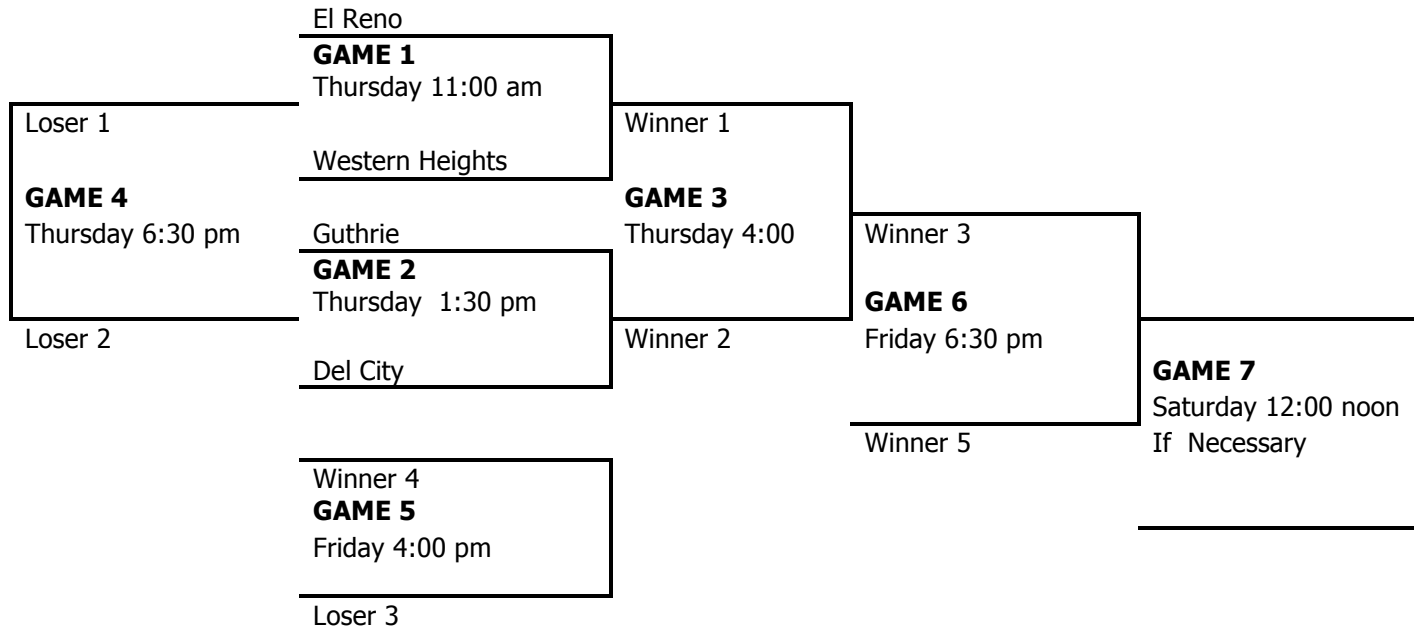 El Reno
GAME 1
Thursday 11:00 am
Loser 1
Winner 1
Western Heights
GAME 4
GAME 3
Thursday 6:30 pm
Guthrie
Thursday 4:00
Winner 3
GAME 2
Thursday  1:30 pm
GAME 6
Loser 2
Winner 2
Friday 6:30 pm
Del City
GAME 7
Saturday 12:00 noon
Winner 5
If  Necessary
Winner 4
GAME 5
Friday 4:00 pm
Loser 3